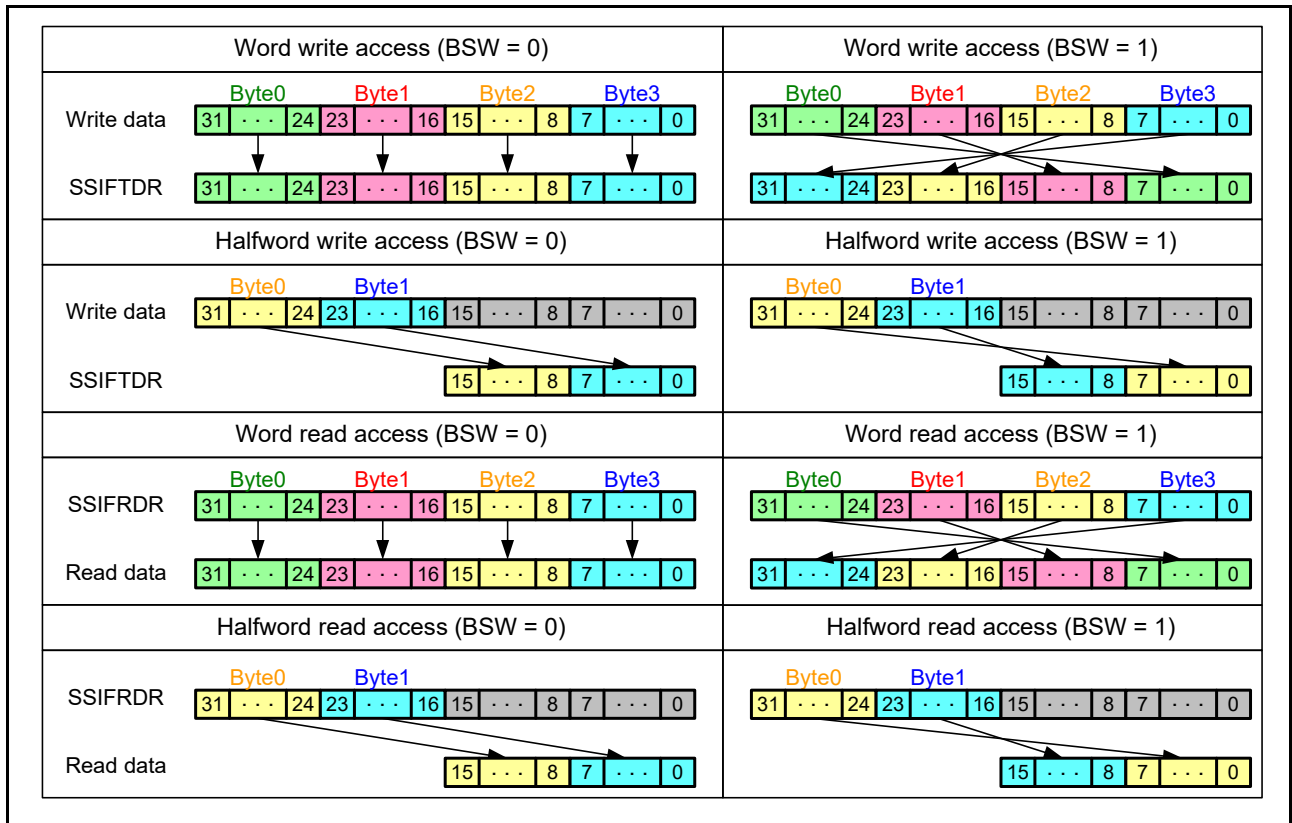 Word write access (BSW = 0) Word write access (BSW = 1)
Byte0 Byte1 Byte2 Byte3 Byte0 Byte1 Byte2 Byte3
Write data 31 · · · 24 23 · · · 16 15 · · · 8 7 · · · 0 31 · · · 24 23 · · · 16 15 · · · 8 7 · · · 0
SSIFTDR 31 · · · 24 23 · · · 16 15 · · · 8 7 · · · 0 31 · · · 24 23 · · · 16 15 · · · 8 7 · · · 0
Halfword write access (BSW = 0) Halfword write access (BSW = 1)
Byte0 Byte1 Byte0 Byte1
Write data 31 · · · 24 23 · · · 16 15 · · · 8 7 · · · 0 31 · · · 24 23 · · · 16 15 · · · 8 7 · · · 0
SSIFTDR 15 · · · 8 7 · · · 0 15 · · · 8 7 · · · 0
Word read access (BSW = 0) Word read access (BSW = 1)
Byte0 Byte1 Byte2 Byte3 Byte0 Byte1 Byte2 Byte3
SSIFRDR 31 · · · 24 23 · · · 16 15 · · · 8 7 · · · 0 31 · · · 24 23 · · · 16 15 · · · 8 7 · · · 0
Read data 31 · · · 24 23 · · · 16 15 · · · 8 7 · · · 0 31 · · · 24 23 · · · 16 15 · · · 8 7 · · · 0
Halfword read access (BSW = 0) Halfword read access (BSW = 1)
Byte0 Byte1 Byte0 Byte1
SSIFRDR 31 · · · 24 23 · · · 16 15 · · · 8 7 · · · 0 31 · · · 24 23 · · · 16 15 · · · 8 7 · · · 0
Read data 15 · · · 8 7 · · · 0 15 · · · 8 7 · · · 0